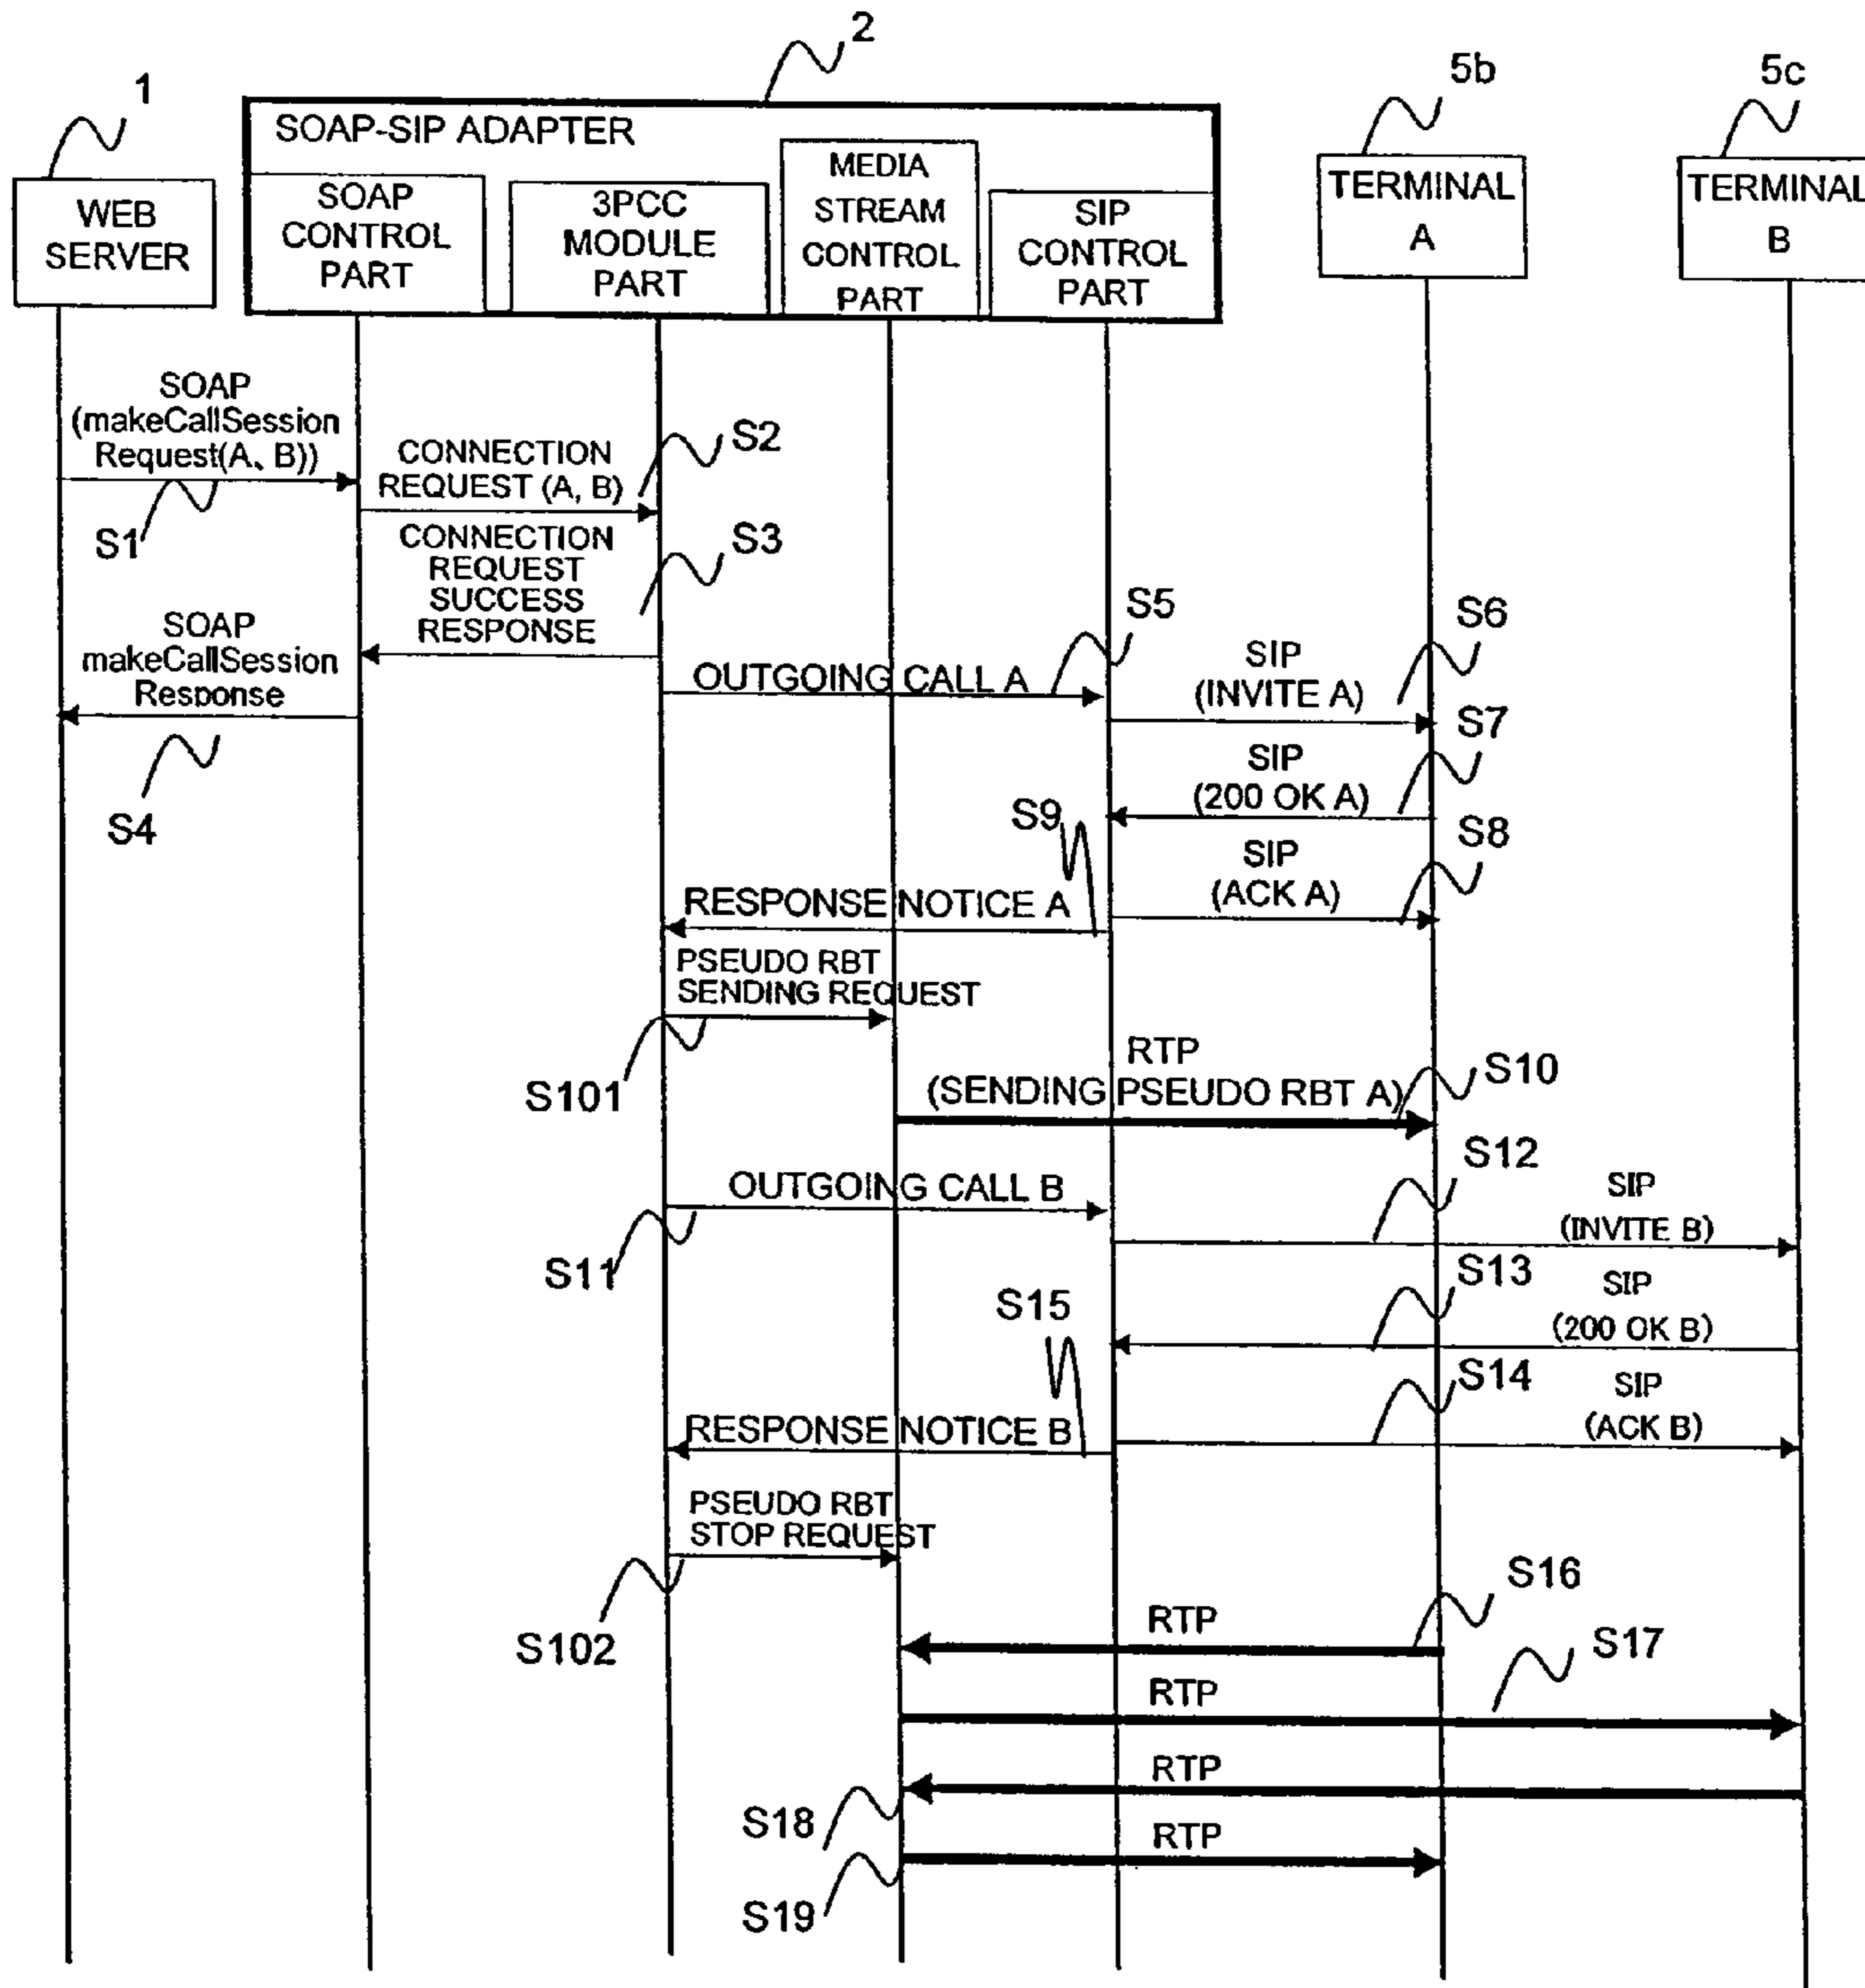 2
1
5b
5c
SOAP-SIP ADAPTER
WEB
SERVER
SOAP
CONTROL
PART
3PCC
MODULE
PART
MEDIA
STREAM
CONTROL
PART
SIP
CONTROL
PART
TERMINAL
A
TERMINAL
B
SOAP
(makeCallSession
Request(A、B))
S1
CONNECTION
REQUEST (A, B)
S2
CONNECTION
REQUEST
SUCCESS
RESPONSE
S3
SOAP
makeCallSession
Response
S4
OUTGOING CALL A
S5
SIP
(INVITE A)
S6
SIP
(200 OK A)
S7
SIP
(ACK A)
S8
RESPONSE NOTICE A
S9
PSEUDO RBT
SENDING REQUEST
S101
RTP
(SENDING PSEUDO RBT A)
S10
OUTGOING CALL B
S11
S12
SIP
(INVITE B)
S13
SIP
(200 OK B)
S14
SIP
(ACK B)
S15
RESPONSE NOTICE B
PSEUDO RBT
STOP REQUEST
S102
RTP
S16
RTP
S17
RTP
S18
RTP
S19